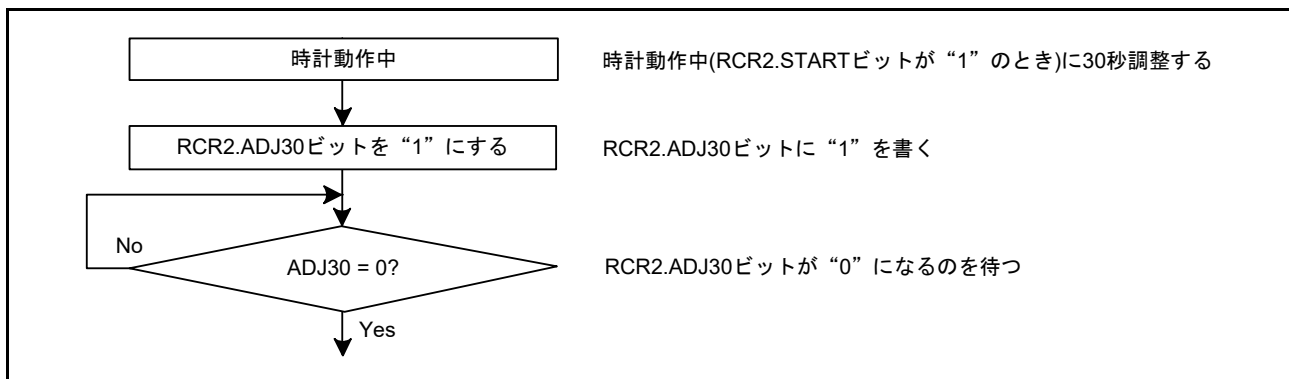 時計動作中
時計動作中(RCR2.STARTビットが“1”のとき)に30秒調整する
RCR2.ADJ30ビットを“1”にする
RCR2.ADJ30ビットに“1”を書く
No
ADJ30 = 0?
RCR2.ADJ30ビットが“0”になるのを待つ
Yes